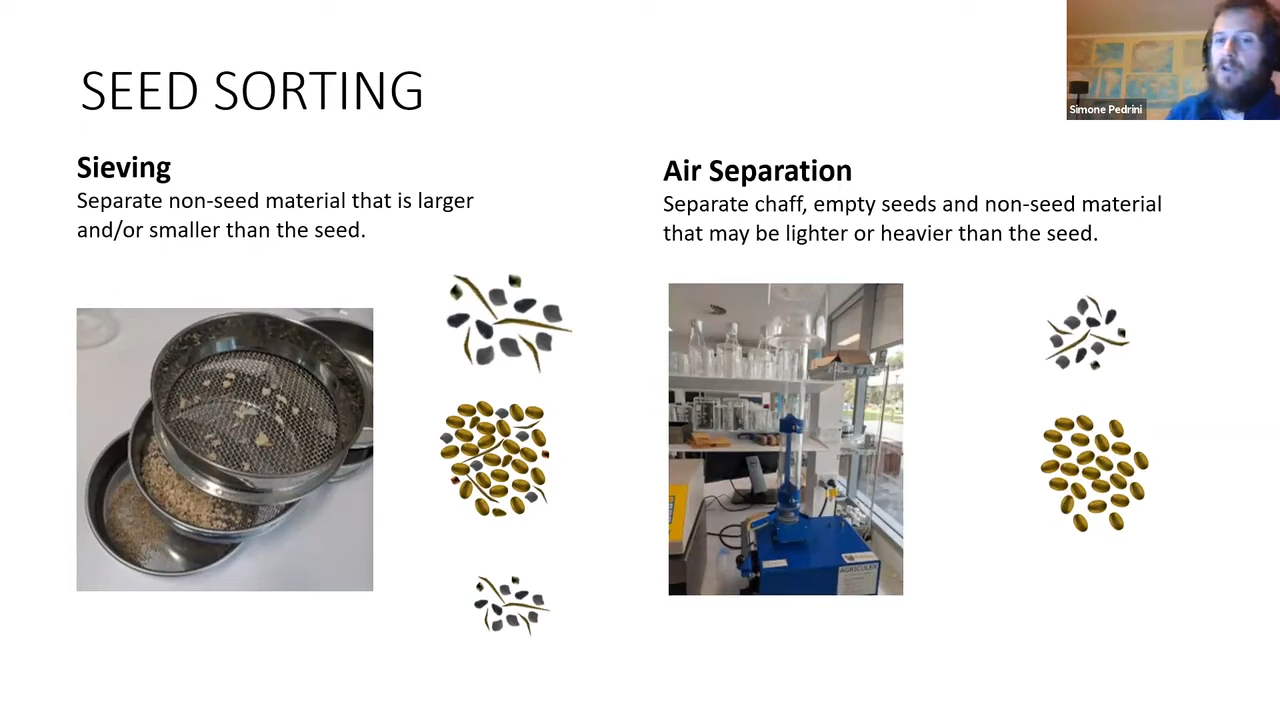 SEED SORTING
Simone Pedrini
Sieving
Separate non-seed material that is larger
and/or smaller than the seed.
Air Separation
Separate chaff, empty seeds and non-seed material
that may be lighter or heavier than the seed.
AGRICULEX